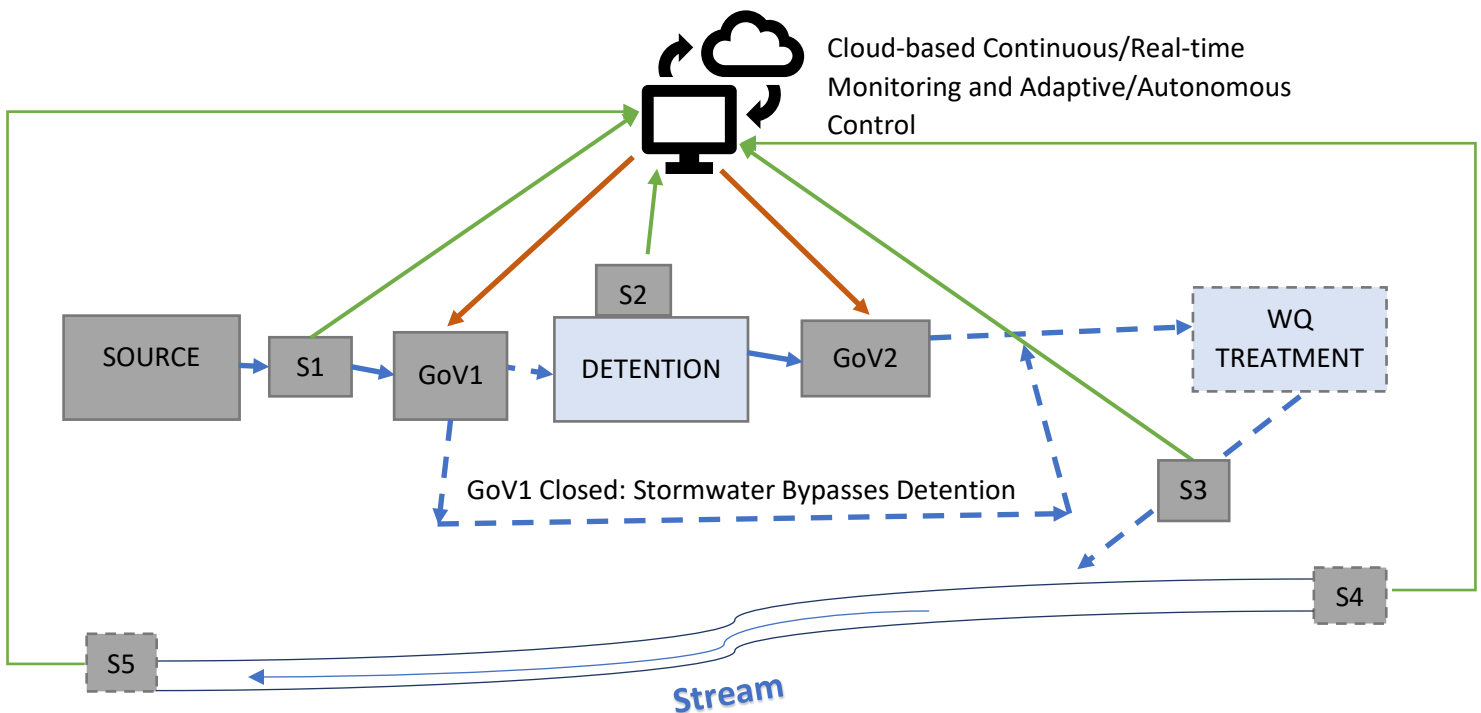 Cloud-based Continuous/Real-time
Monitoring and Adaptive/Autonomous
Control
S2
SOURCE
S1
GoV1
DETENTION
GoV2
WQ
TREATMENT
GoV1 Closed: Stormwater Bypasses Detention
S3
S4
S5
Stream